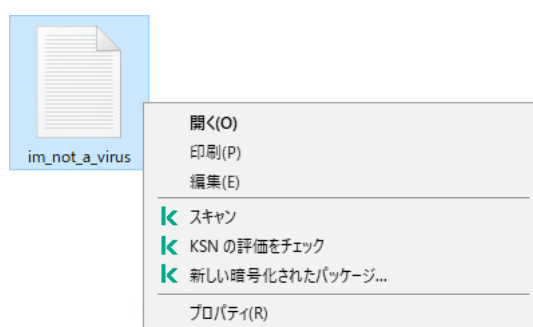 im_not_a_virus
開く(O)
印刷(P)
編集(E)
スキャン
KSN の評価をチェック
新しい暗号化されたパッケージ...
プロパティ(R)